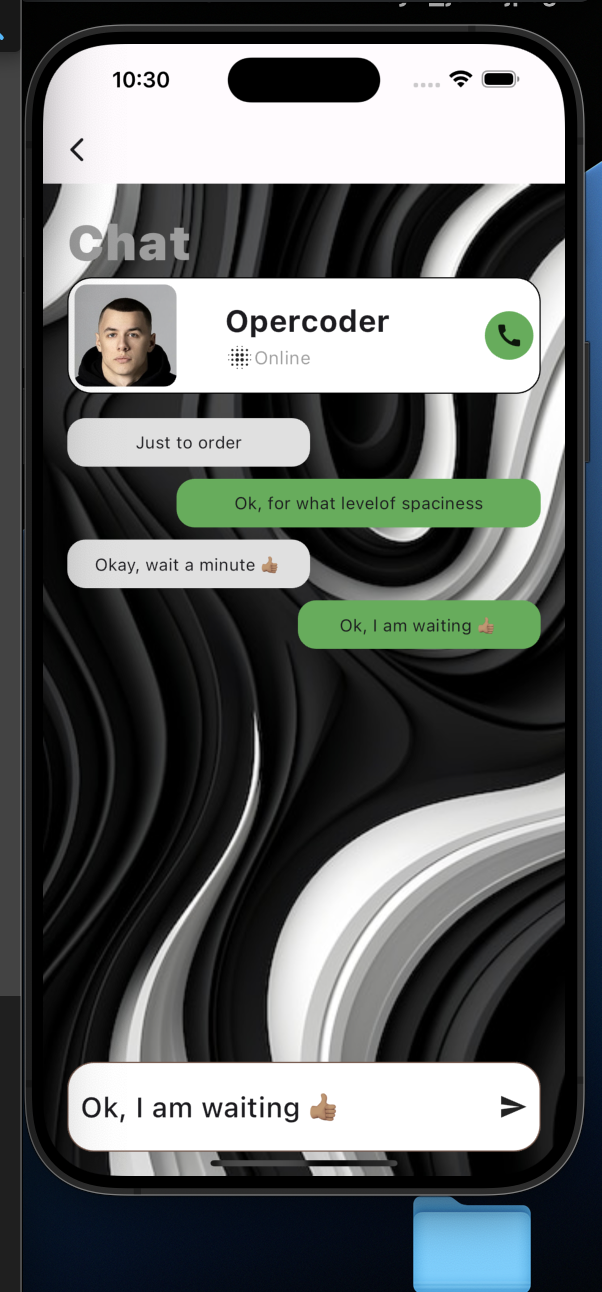 10:30
Chat
Opercoder
Online
Just to order
Ok, for what levelof spaciness
Okay, wait a minute 👍🏽
Ok, I am waiting 👍🏽
Ok, I am waiting 👍🏽